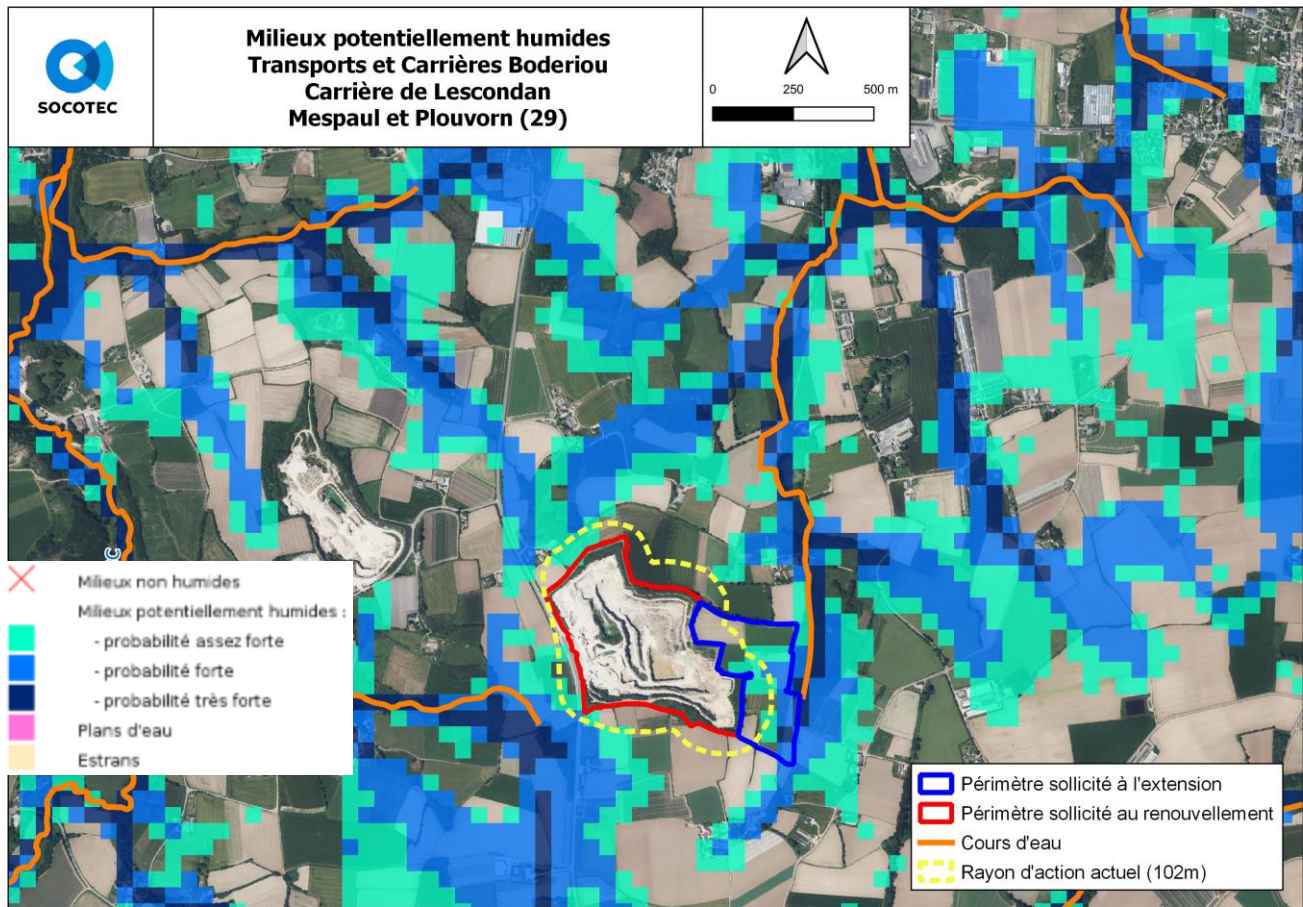 SOCOTEC
Milieux potentiellement humides
Transports et Carrières Boderiou
Carrière de Lescondan
Mespaul et Plouvorn (29)
0 250 500 m
Milieux non humides
Milieux potentiellement humides :
- probabilité assez forte
- probabilité forte
- probabilité très forte
Plans d'eau
Estrans
Périmètre sollicité à l'extension
Périmètre sollicité au renouvellement
Cours d'eau
Rayon d'action actuel (102m)